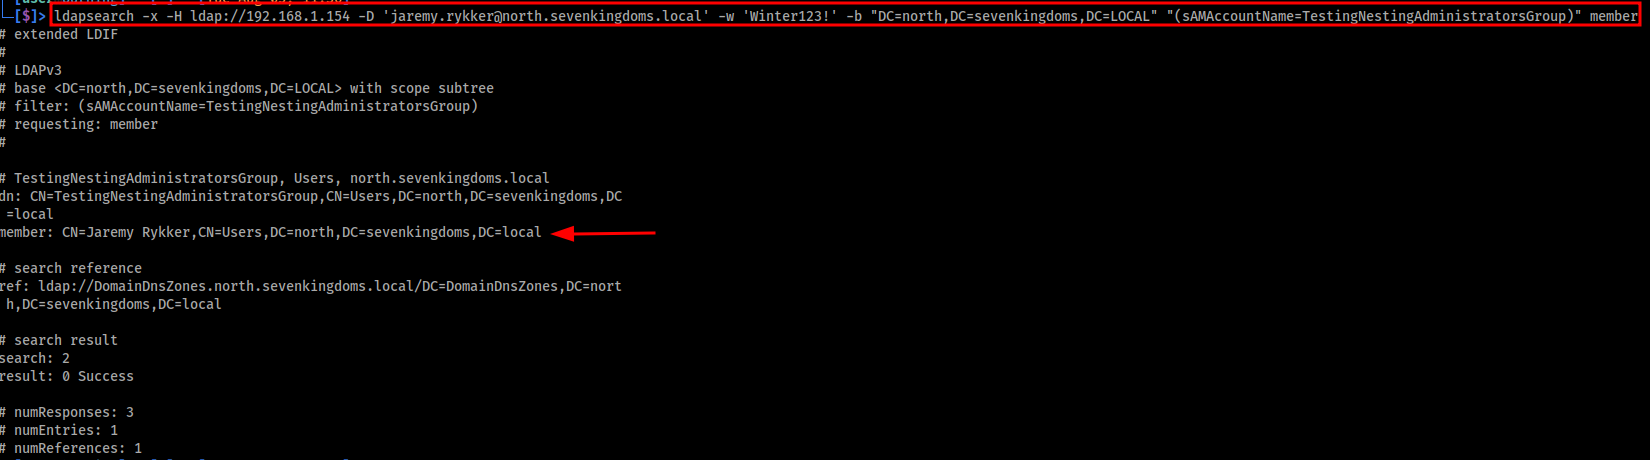 [$]> ldapsearch -x -H ldap://192.168.1.154 -D 'jaremy.rykker@north.sevenkingdoms.local' -w 'Winter123!' -b "DC=north,DC=sevenkingdoms,DC=LOCAL" "(sAMAccountName=TestingNestingAdministratorsGroup)" member
# extended LDIF
#
# LDAPv3
# base <DC=north,DC=sevenkingdoms,DC=LOCAL> with scope subtree
# filter: (sAMAccountName=TestingNestingAdministratorsGroup)
# requesting: member
#
# TestingNestingAdministratorsGroup, Users, north.sevenkingdoms.local
dn: CN=TestingNestingAdministratorsGroup,CN=Users,DC=north,DC=sevenkingdoms,DC
=local
member: CN=Jaremy Rykker,CN=Users,DC=north,DC=sevenkingdoms,DC=local
# search reference
ref: ldap://DomainDnsZones.north.sevenkingdoms.local/DC=DomainDnsZones,DC=nort
h,DC=sevenkingdoms,DC=local
# search result
search: 2
result: 0 Success
# numResponses: 3
# numEntries: 1
# numReferences: 1